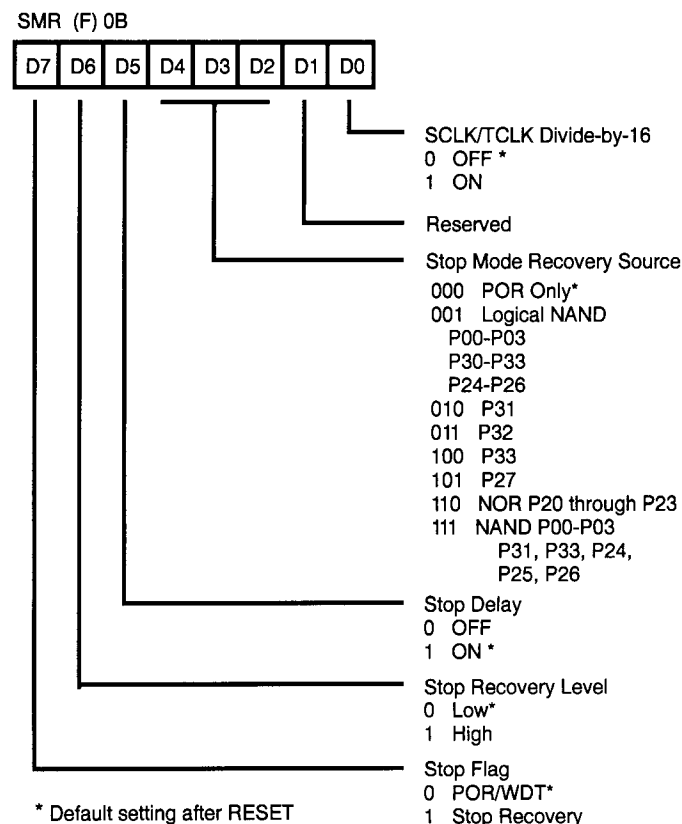 SMR (F) 0B
D7 D6 D5 D4 D3 D2 D1 D0
SCLK/TCLK Divide-by-16
0 OFF *
1 ON
Reserved
Stop Mode Recovery Source
000 POR Only*
001 Logical NAND
P00-P03
P30-P33
P24-P26
010 P31
011 P32
100 P33
101 P27
110 NOR P20 through P23
111 NAND P00-P03
P31, P33, P24,
P25, P26
Stop Delay
0 OFF
1 ON *
Stop Recovery Level
0 Low*
1 High
Stop Flag
0 POR/WDT*
1 Stop Recovery
* Default setting after RESET